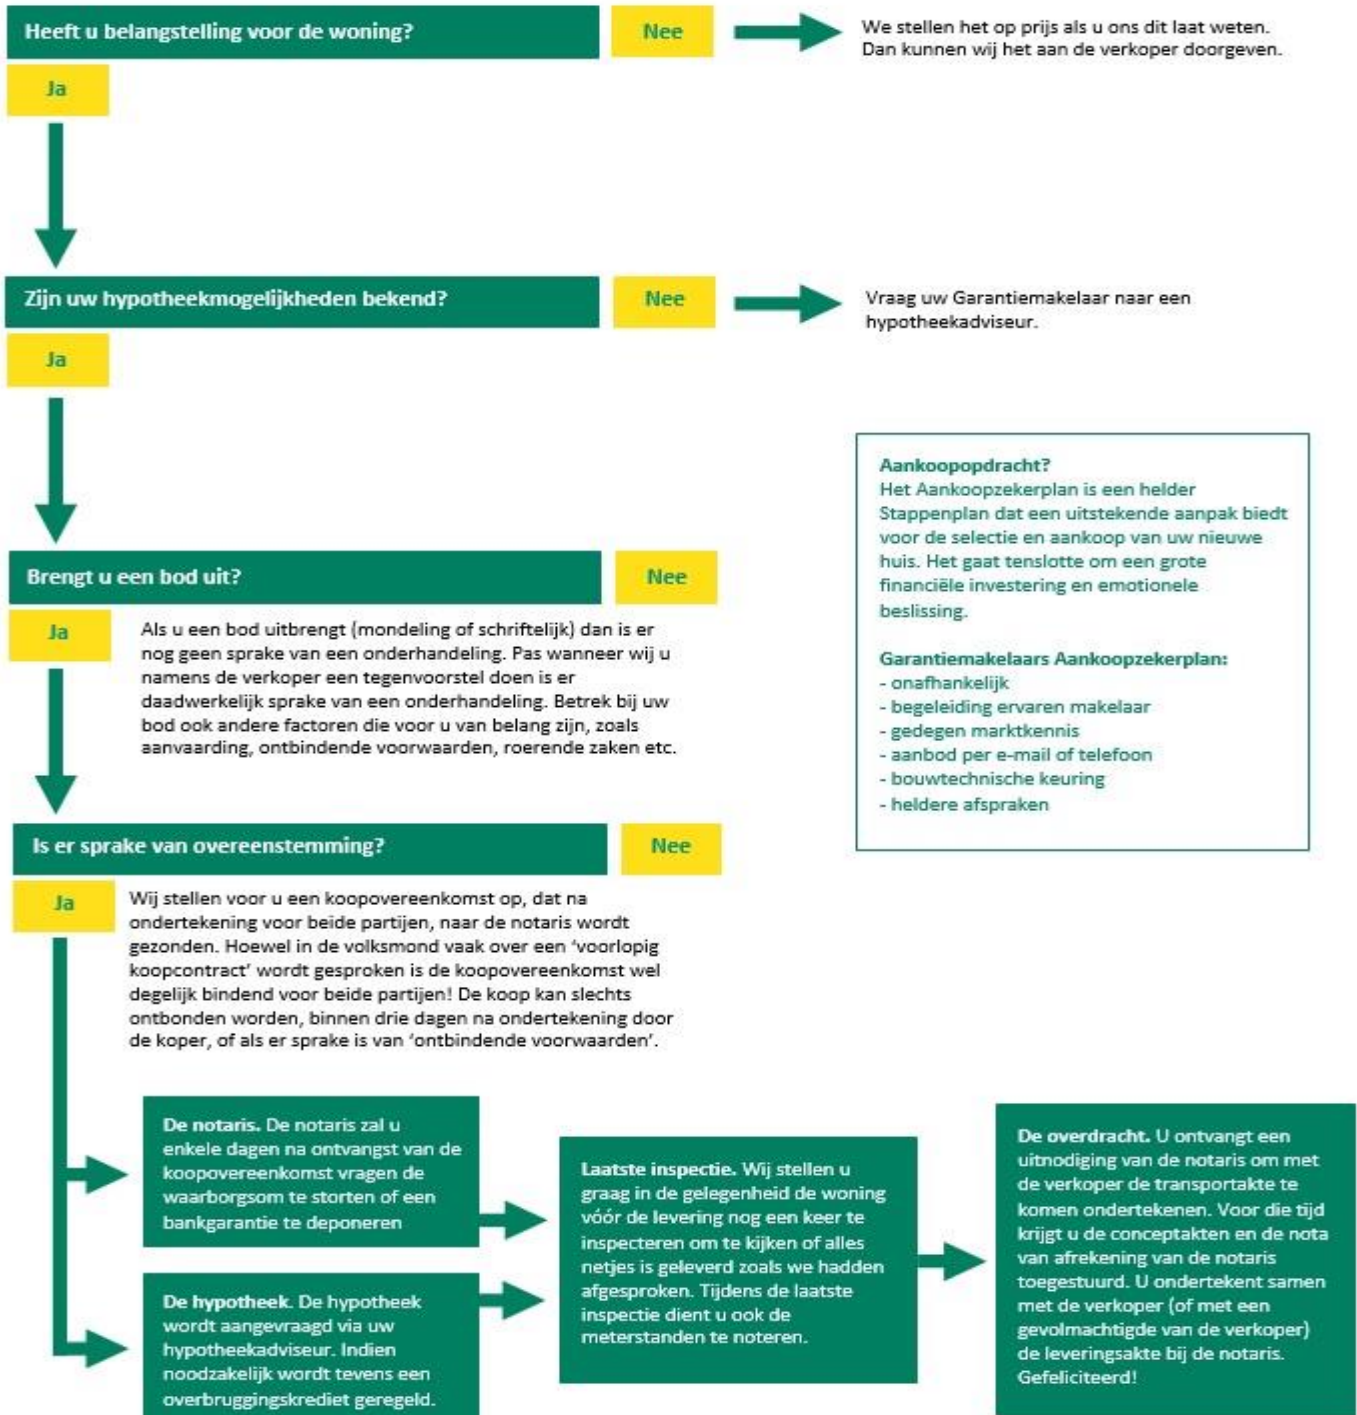 Heeft u belangstelling voor de woning?
Nee
We stellen het op prijs als u ons dit laat weten.
Dan kunnen wij het aan de verkoper doorgeven.
Ja
Zijn uw hypotheekmogelijkheden bekend?
Nee
Vraag uw Garantiemakelaar naar een
hypotheekadviseur.
Ja
Aankoopopdracht?
Het Aankoopzekerplan is een helder
Stappenplan dat een uitstekende aanpak biedt
voor de selectie en aankoop van uw nieuwe
huis. Het gaat tenslotte om een grote
financiële investering en emotionele
beslissing.
Garantiemakelaars Aankoopzekerplan:
- onafhankelijk
- begeleiding ervaren makelaar
- gedegen marktkennis
- aanbod per e-mail of telefoon
- bouwtechnische keuring
- heldere afspraken
Brengt u een bod uit?
Nee
Ja
Als u een bod uitbrengt (mondeling of schriftelijk) dan is er
nog geen sprake van een onderhandeling. Pas wanneer wij u
namens de verkoper een tegenvoorstel doen is er
daadwerkelijk sprake van een onderhandeling. Betrek bij uw
bod ook andere factoren die voor u van belang zijn, zoals
aanvaarding, ontbindende voorwaarden, roerende zaken etc.
Is er sprake van overeenstemming?
Nee
Ja
Wij stellen voor u een koopovereenkomst op, dat na
ondertekening voor beide partijen, naar de notaris wordt
gezonden. Hoewel in de volksmond vaak over een ‘voorlopig
koopcontract’ wordt gesproken is de koopovereenkomst wel
degelijk bindend voor beide partijen! De koop kan slechts
ontbonden worden, binnen drie dagen na ondertekening door
de koper, of als er sprake is van ‘ontbindende voorwaarden’.
De notaris. De notaris zal u
enkele dagen na ontvangst van de
koopovereenkomst vragen de
waarborgsom te storten of een
bankgarantie te deponeren
De hypotheek. De hypotheek
wordt aangevraagd via uw
hypotheekadviseur. Indien
noodzakelijk wordt tevens een
overbruggingskrediet geregeld.
Laatste inspectie. Wij stellen u
graag in de gelegenheid de woning
vóór de levering nog een keer te
inspecteren om te kijken of alles
netjes is geleverd zoals we hadden
afgesproken. Tijdens de laatste
inspectie dient u ook de
meterstanden te noteren.
De overdracht. U ontvangt een
uitnodiging van de notaris om met
de verkoper de transportakte te
komen ondertekenen. Voor die tijd
krijgt u de conceptakten en de nota
van afrekening van de notaris
toegestuurd. U ondertekent samen
met de verkoper (of met een
gevolmachtigde van de verkoper)
de leveringsakte bij de notaris.
Gefeliciteerd!